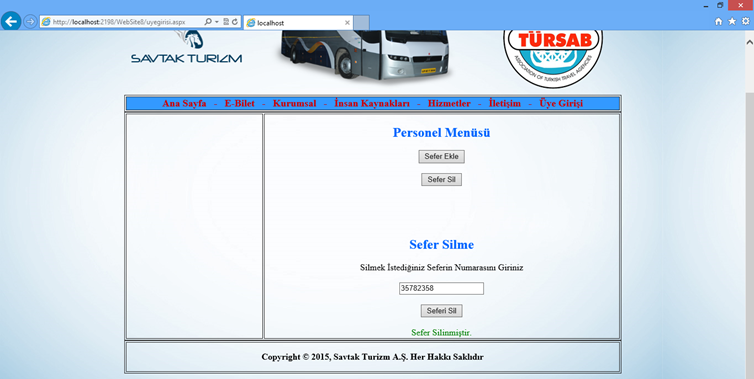 http://localhost:2198/WebSite8/uyegirisi.aspx
localhost
SAVTAK TURIZM
TÜRSAB
ASSOCIATION OF TURKISH TRAVEL AGENCIES
Ana Sayfa - E-Bilet - Kurumsal - İnsan Kaynakları - Hizmetler - İletişim - Üye Girişi
Personel Menüsü
Sefer Ekle
Sefer Sil
Sefer Silme
Silmek İstediğiniz Seferin Numarasını Giriniz
35782358
Seferi Sil
Sefer Silinmiştir.
Copyright © 2015, Savtak Turizm A.Ş. Her Hakkı Saklıdır